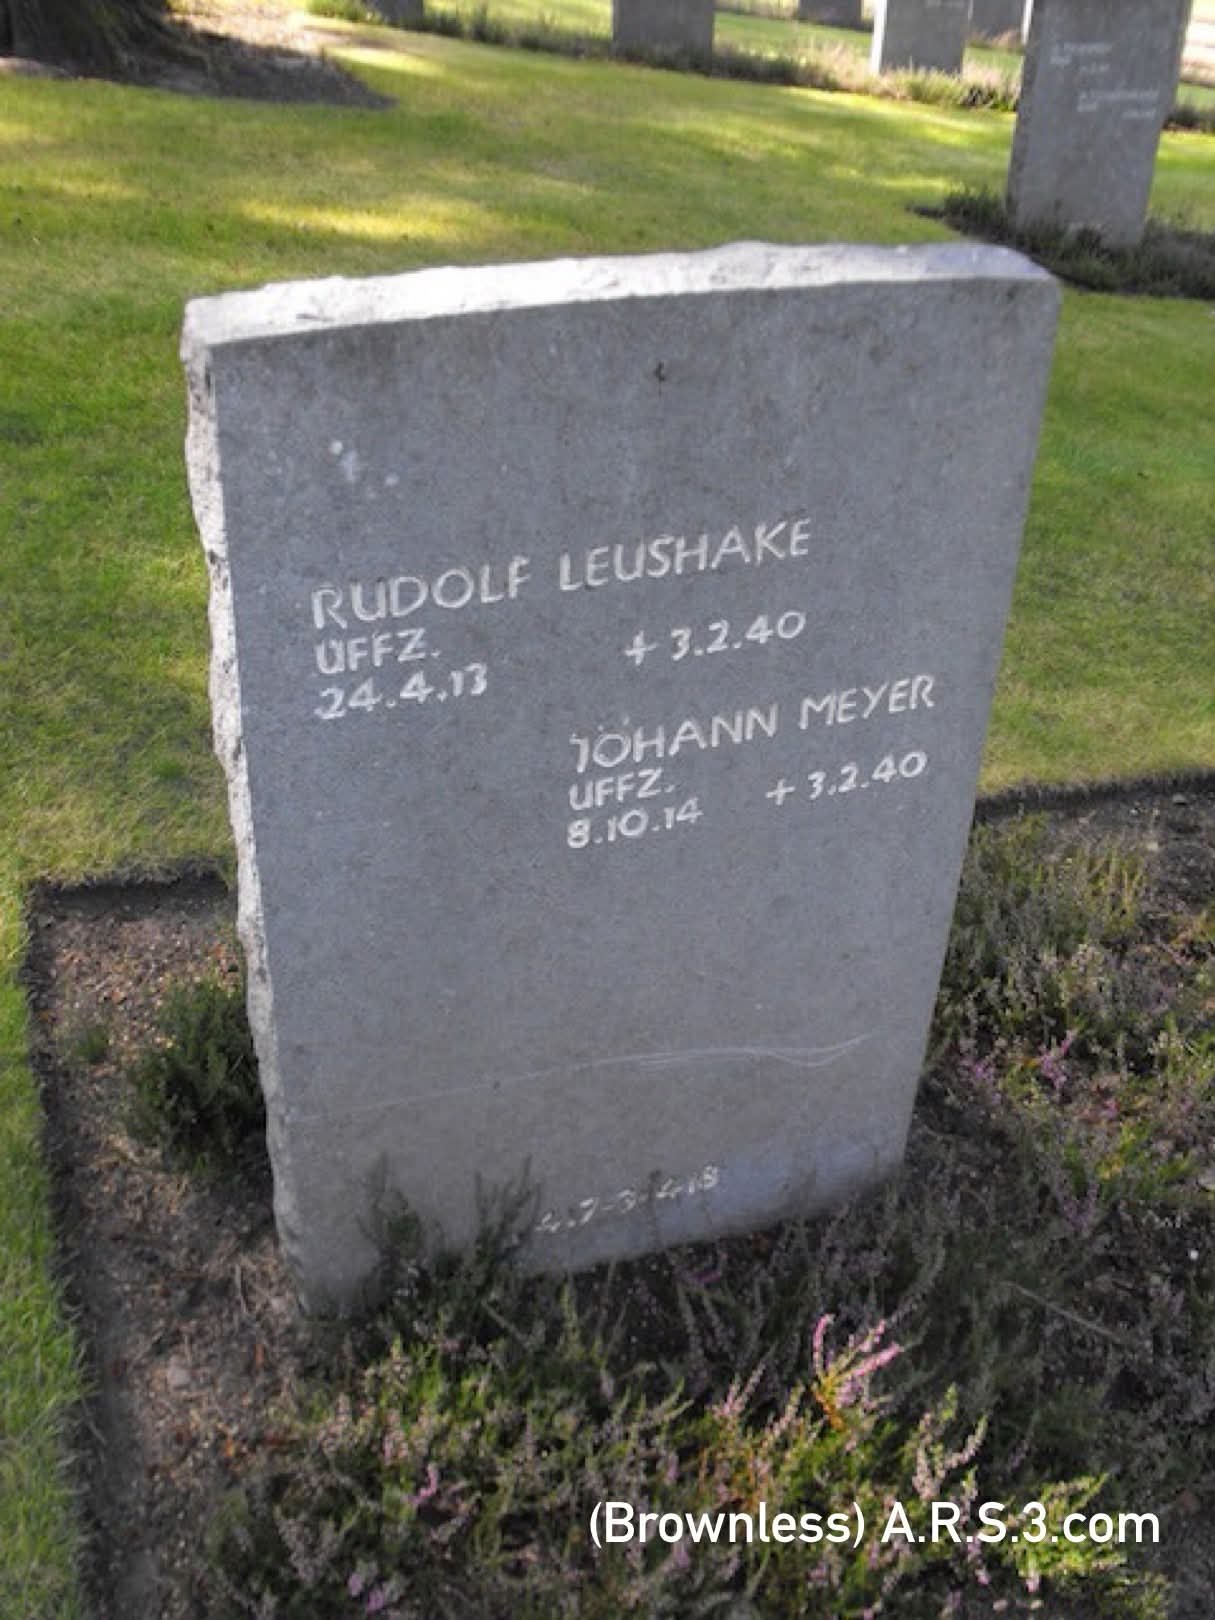 RUDOLF LEUSHAKE
UFFZ.
24.4.13 + 3.2.40
JOHANN MEYER
UFFZ.
8.10.14 + 3.2.40
(Brownless) A.R.S.3.com